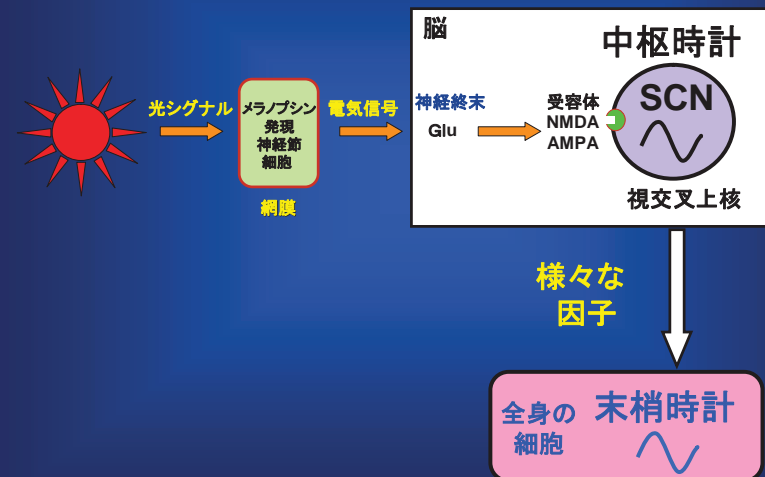 脳
中枢時計
光シグナル
メラノプシン
発現
神経節
細胞
網膜
電気信号
神経終末
Glu
受容体
NMDA
AMPA
SCN
視交叉上核
様々な
因子
全身の
細胞
末梢時計